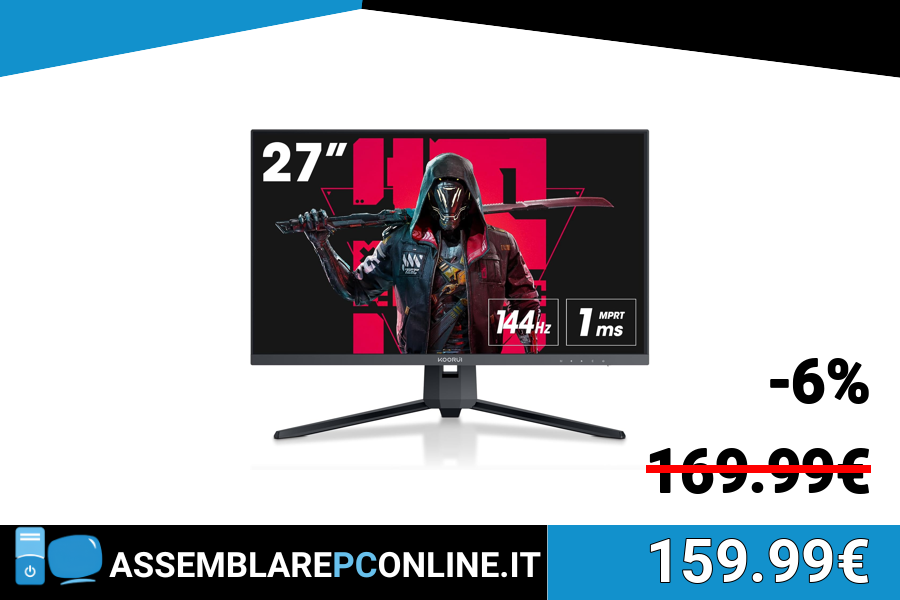 27”
144Hz
1 MPRT ms
KOORUI
-6%
169.99€
ASSEMBLAREPCONLINE.IT
159.99€